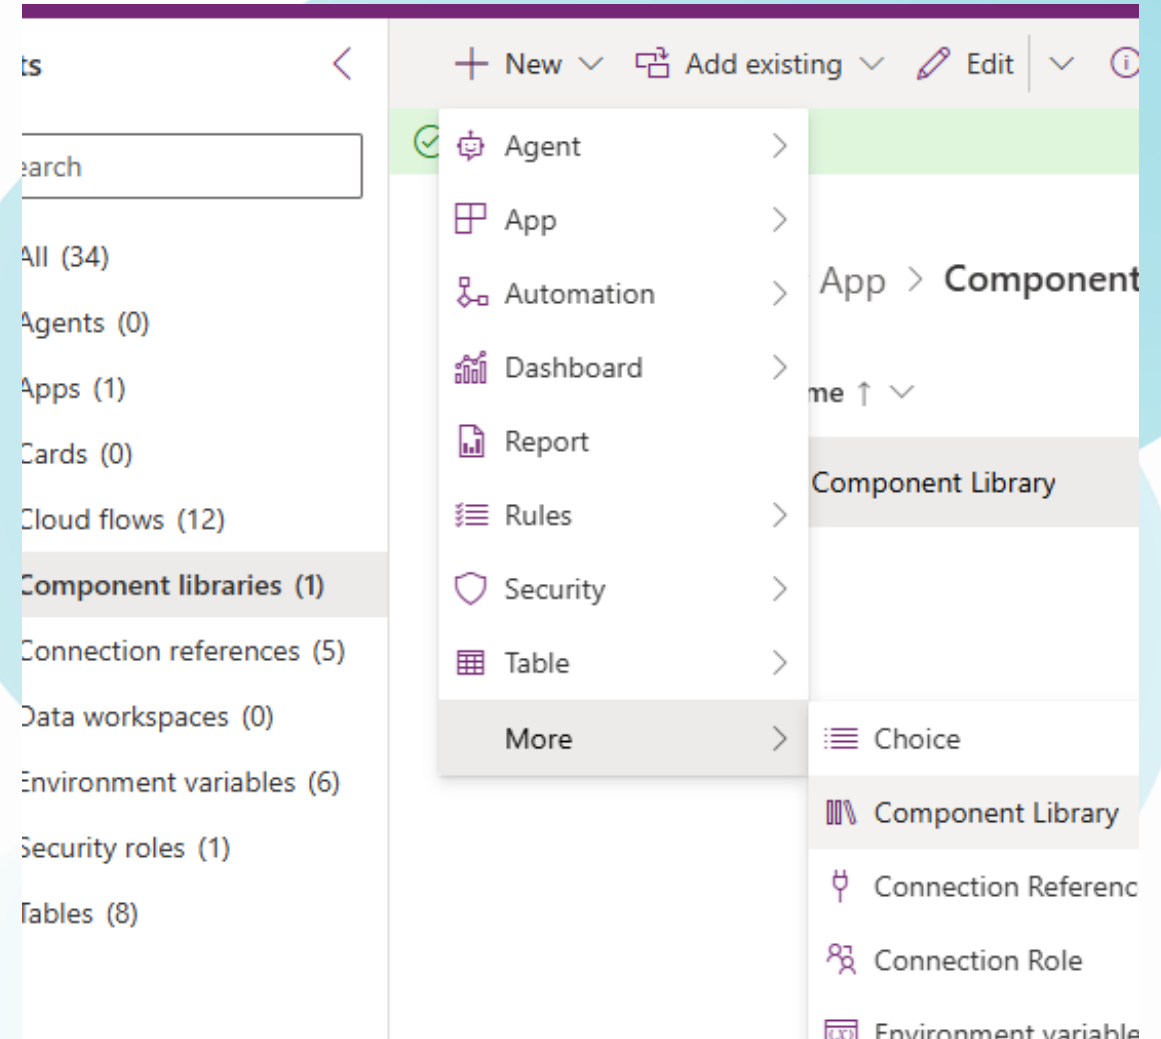 ts
New
Add existing
Edit
earch
All (34)
Agents (0)
Apps (1)
Cards (0)
Cloud flows (12)
Component libraries (1)
Connection references (5)
Data workspaces (0)
Environment variables (6)
Security roles (1)
Tables (8)
Agent
App
Automation
Dashboard
Report
Rules
Security
Table
More
App > Component
me ↑
Component Library
Choice
Component Library
Connection Referenc
Connection Role
Environment variable